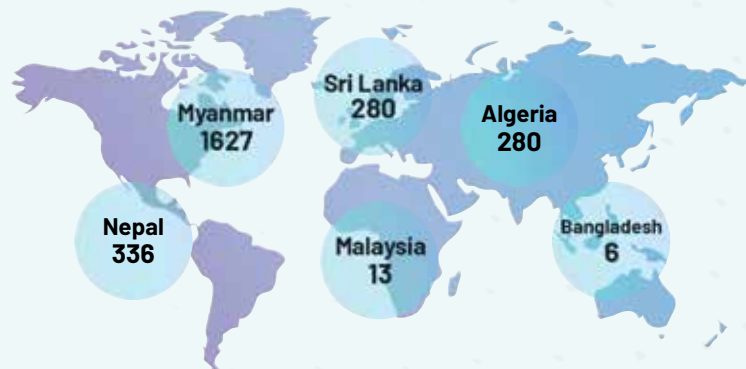 Myanmar
1627
Sri Lanka
280
Algeria
280
Nepal
336
Malaysia
13
Bangladesh
6